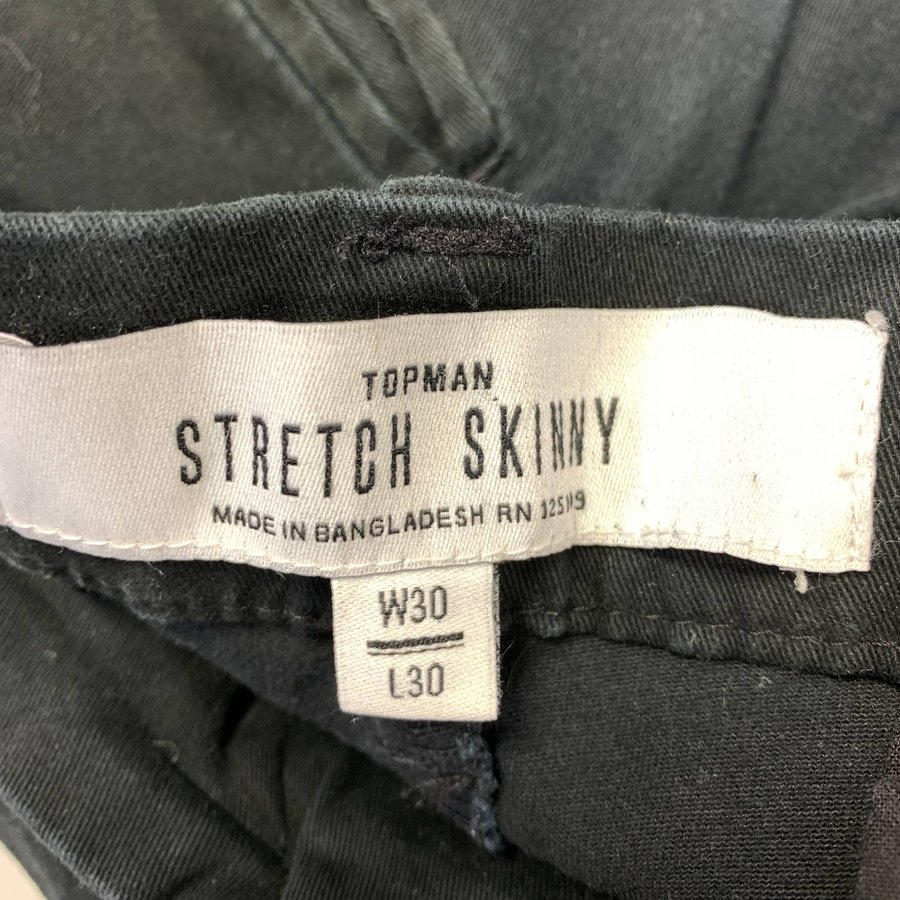 TOPMAN
STRETCH SKINNY
MADE IN BANGLADESH RN
W30
L30